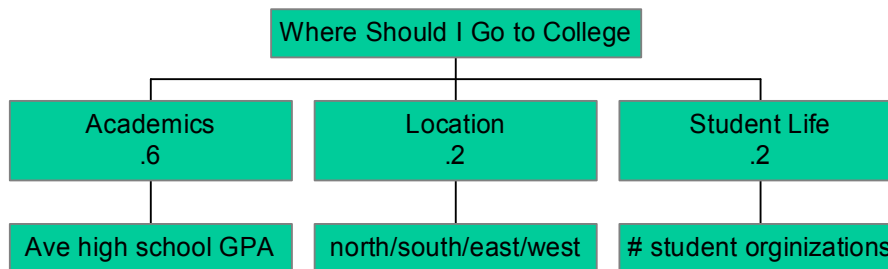 Where Should I Go to College
Academics
.6
Location
.2
Student Life
.2
Ave high school GPA
north/south/east/west
# student orginizations